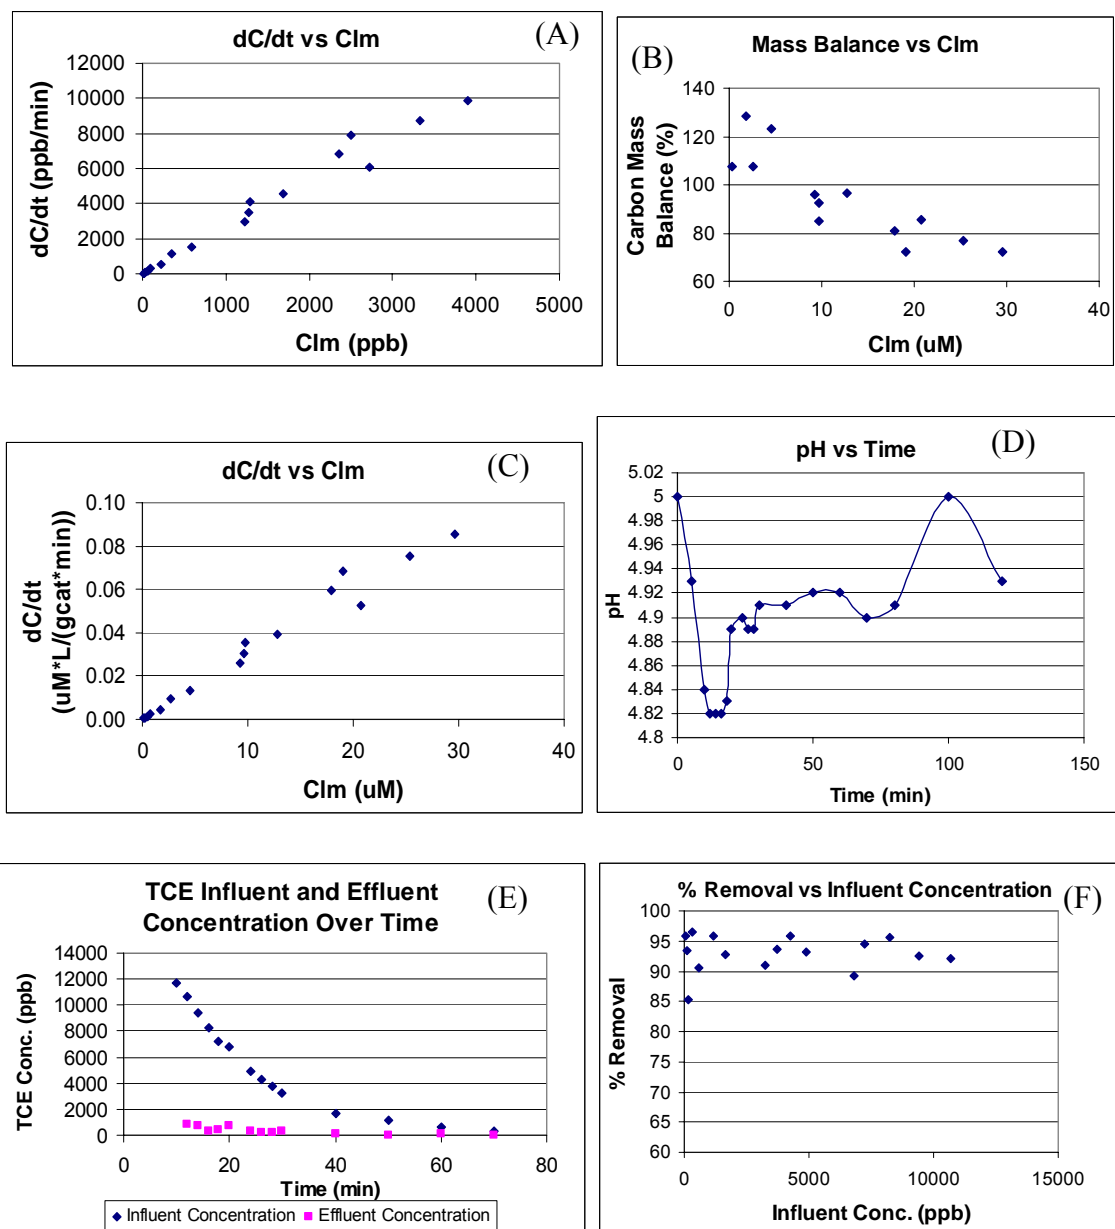 dC/dt vs Clm
(A)
12000
10000
8000
6000
4000
2000
0
dC/dt (ppb/min)
0 1000 2000 3000 4000 5000
Clm (ppb)
Mass Balance vs Clm
(B)
140
120
100
80
60
Carbon Mass
Balance (%)
0 10 20 30 40
Clm (uM)
dC/dt vs Clm
(C)
0.10
0.08
0.06
0.04
0.02
0.00
dC/dt
(uM*L/(gcat*min))
0 10 20 30 40
Clm (uM)
pH vs Time
(D)
5.02
5
4.98
4.96
4.94
4.92
4.9
4.88
4.86
4.84
4.82
4.8
pH
0 50 100 150
Time (min)
TCE Influent and Effluent
Concentration Over Time
(E)
14000
12000
10000
8000
6000
4000
2000
0
TCE Conc. (ppb)
0 20 40 60 80
Time (min)
Influent Concentration Effluent Concentration
% Removal vs Influent Concentration
(F)
100
95
90
85
80
75
70
65
60
% Removal
0 5000 10000 15000
Influent Conc. (ppb)